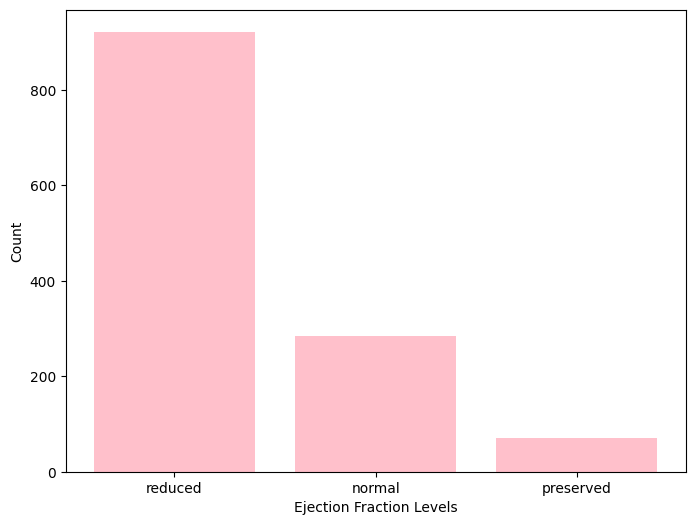 800
600
400
200
0
Count
reduced normal preserved
Ejection Fraction Levels